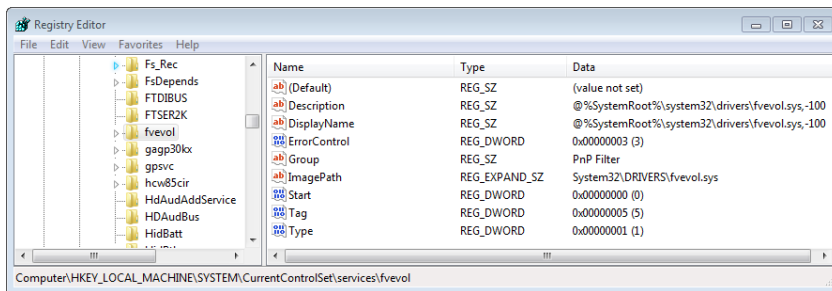 Registry Editor
File Edit View Favorites Help
Fs_Rec
FsDepends
FTDIBUS
FTSER2K
fvevol
gagp30kx
gpsvc
hcw85cir
HdAudAddService
HDAudBus
HidBatt
Name Type Data
(Default) REG_SZ (value not set)
Description REG_SZ @%SystemRoot%\system32\drivers\fvevol.sys,-100
DisplayName REG_SZ @%SystemRoot%\system32\drivers\fvevol.sys,-100
ErrorControl REG_DWORD 0x00000003 (3)
Group REG_SZ PnP Filter
ImagePath REG_EXPAND_SZ System32\DRIVERS\fvevol.sys
Start REG_DWORD 0x00000000 (0)
Tag REG_DWORD 0x00000005 (5)
Type REG_DWORD 0x00000001 (1)
Computer\HKEY_LOCAL_MACHINE\SYSTEM\CurrentControlSet\services\fvevol